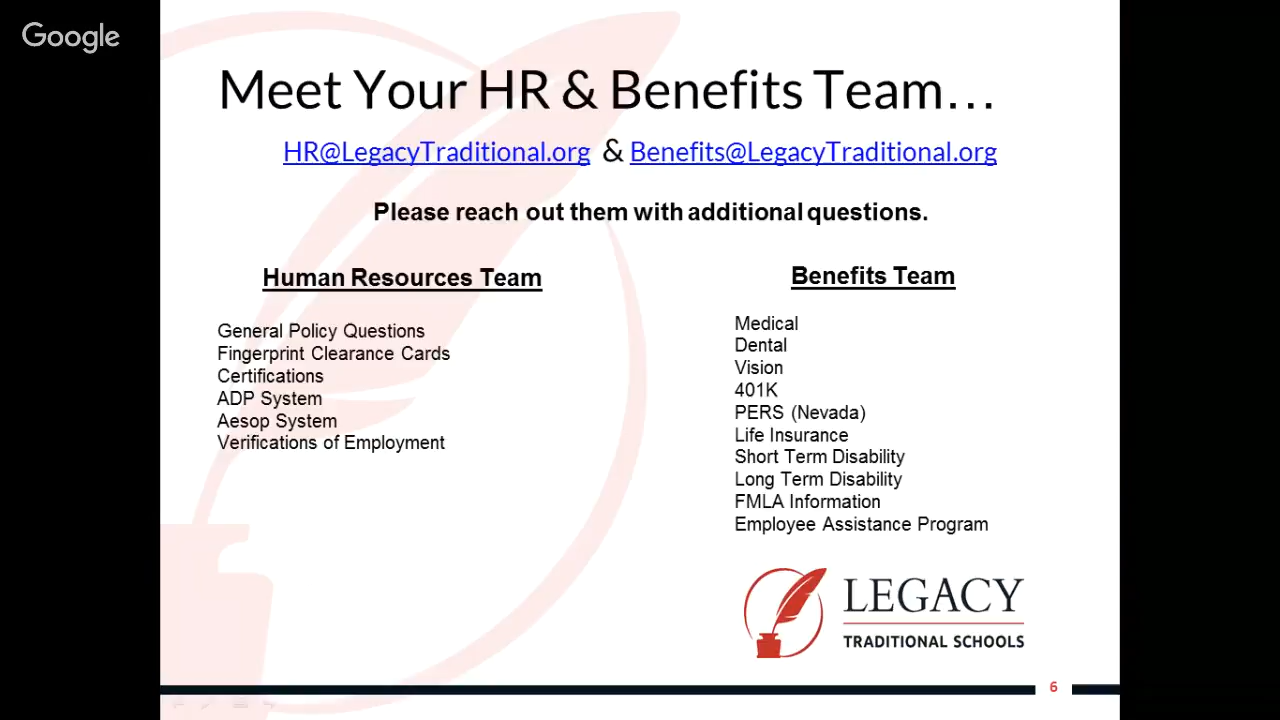 Google
Meet Your HR & Benefits Team...
HR@LegacyTraditional.org & Benefits@LegacyTraditional.org
Please reach out them with additional questions.
Human Resources Team
General Policy Questions
Fingerprint Clearance Cards
Certifications
ADP System
Aesop System
Verifications of Employment
Benefits Team
Medical
Dental
Vision
401K
PERS (Nevada)
Life Insurance
Short Term Disability
Long Term Disability
FMLA Information
Employee Assistance Program
LEGACY
TRADITIONAL SCHOOLS
6